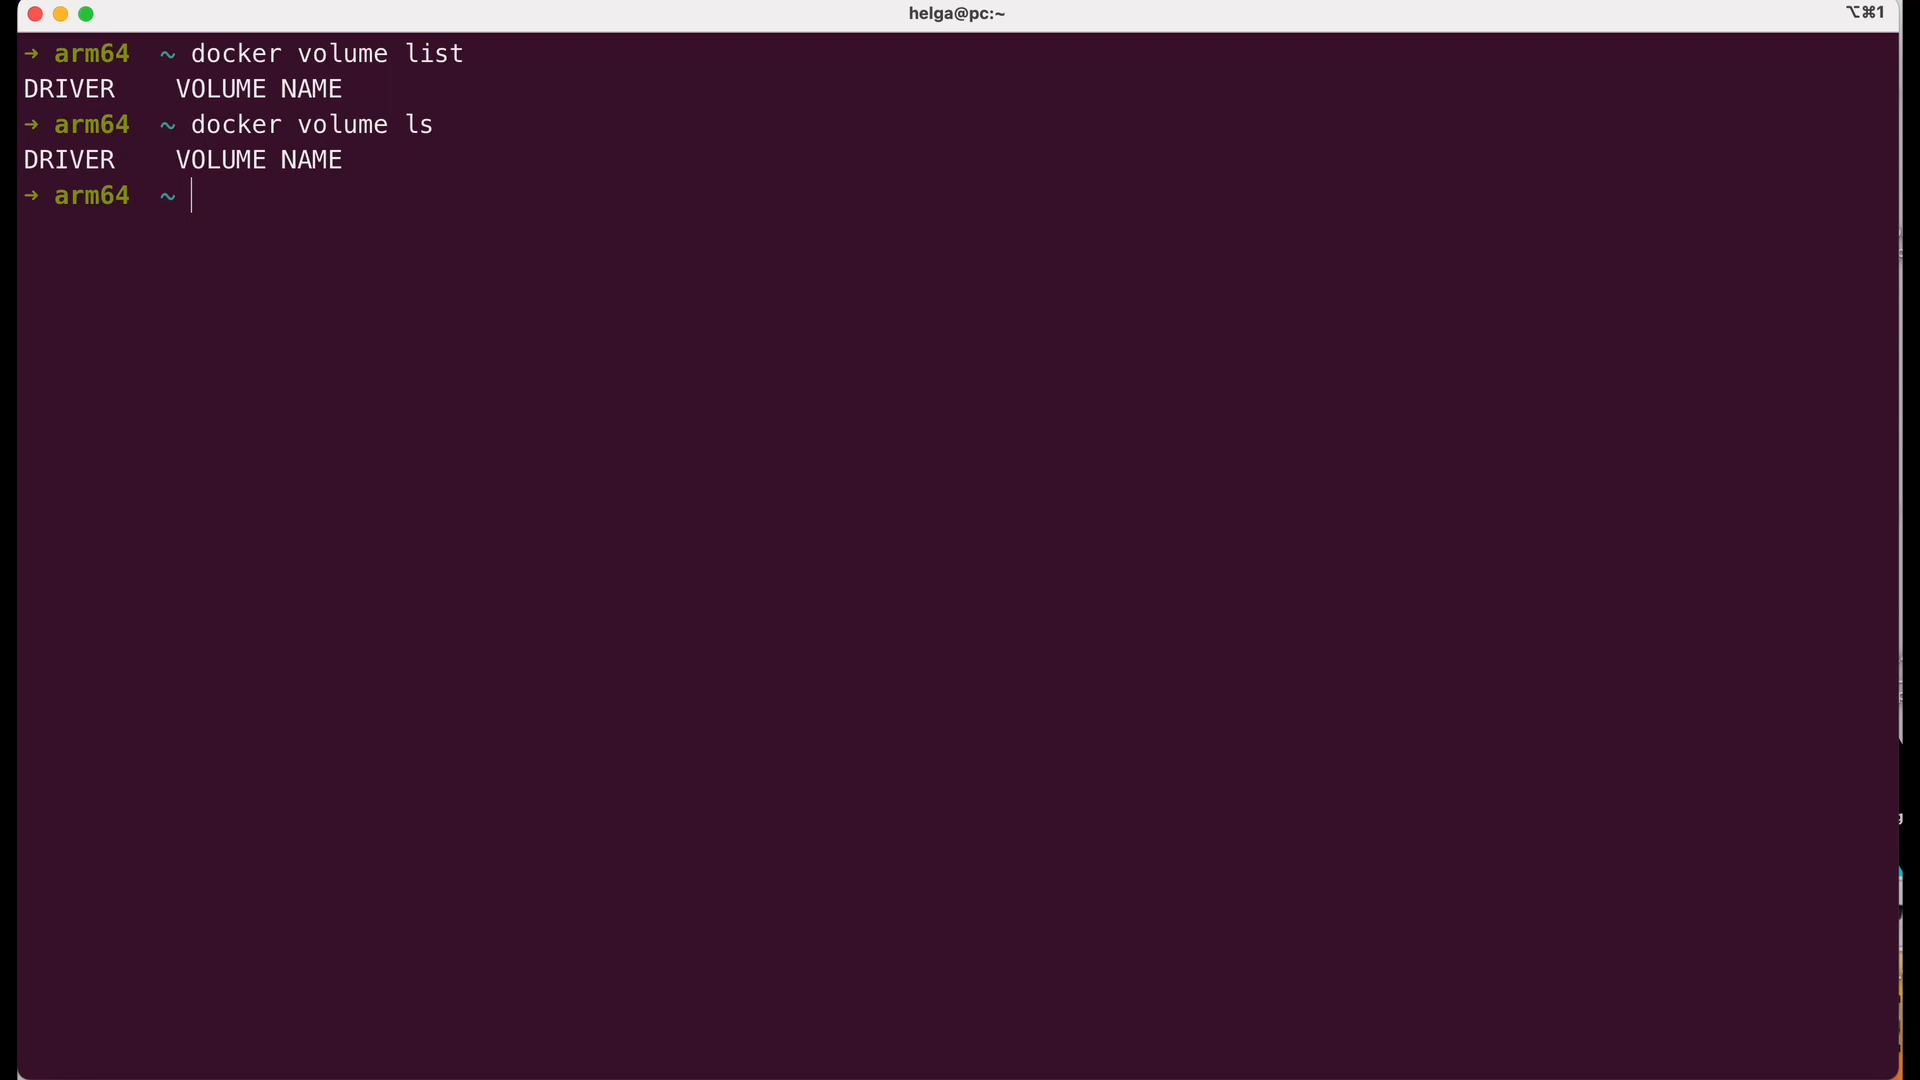 helga@pc:~
⌥⌘1
→ arm64 ~ docker volume list
DRIVER VOLUME NAME
→ arm64 ~ docker volume ls
DRIVER VOLUME NAME
→ arm64 ~